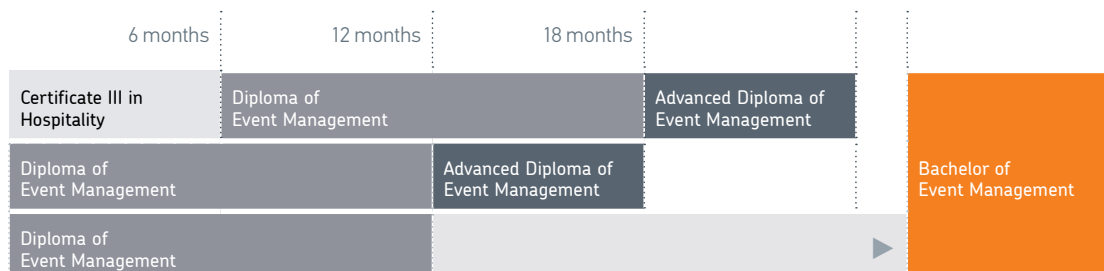 6 months
12 months
18 months
Certificate III in
Hospitality
Diploma of
Event Management
Advanced Diploma of
Event Management
Diploma of
Event Management
Advanced Diploma of
Event Management
Bachelor of
Event Management
Diploma of
Event Management